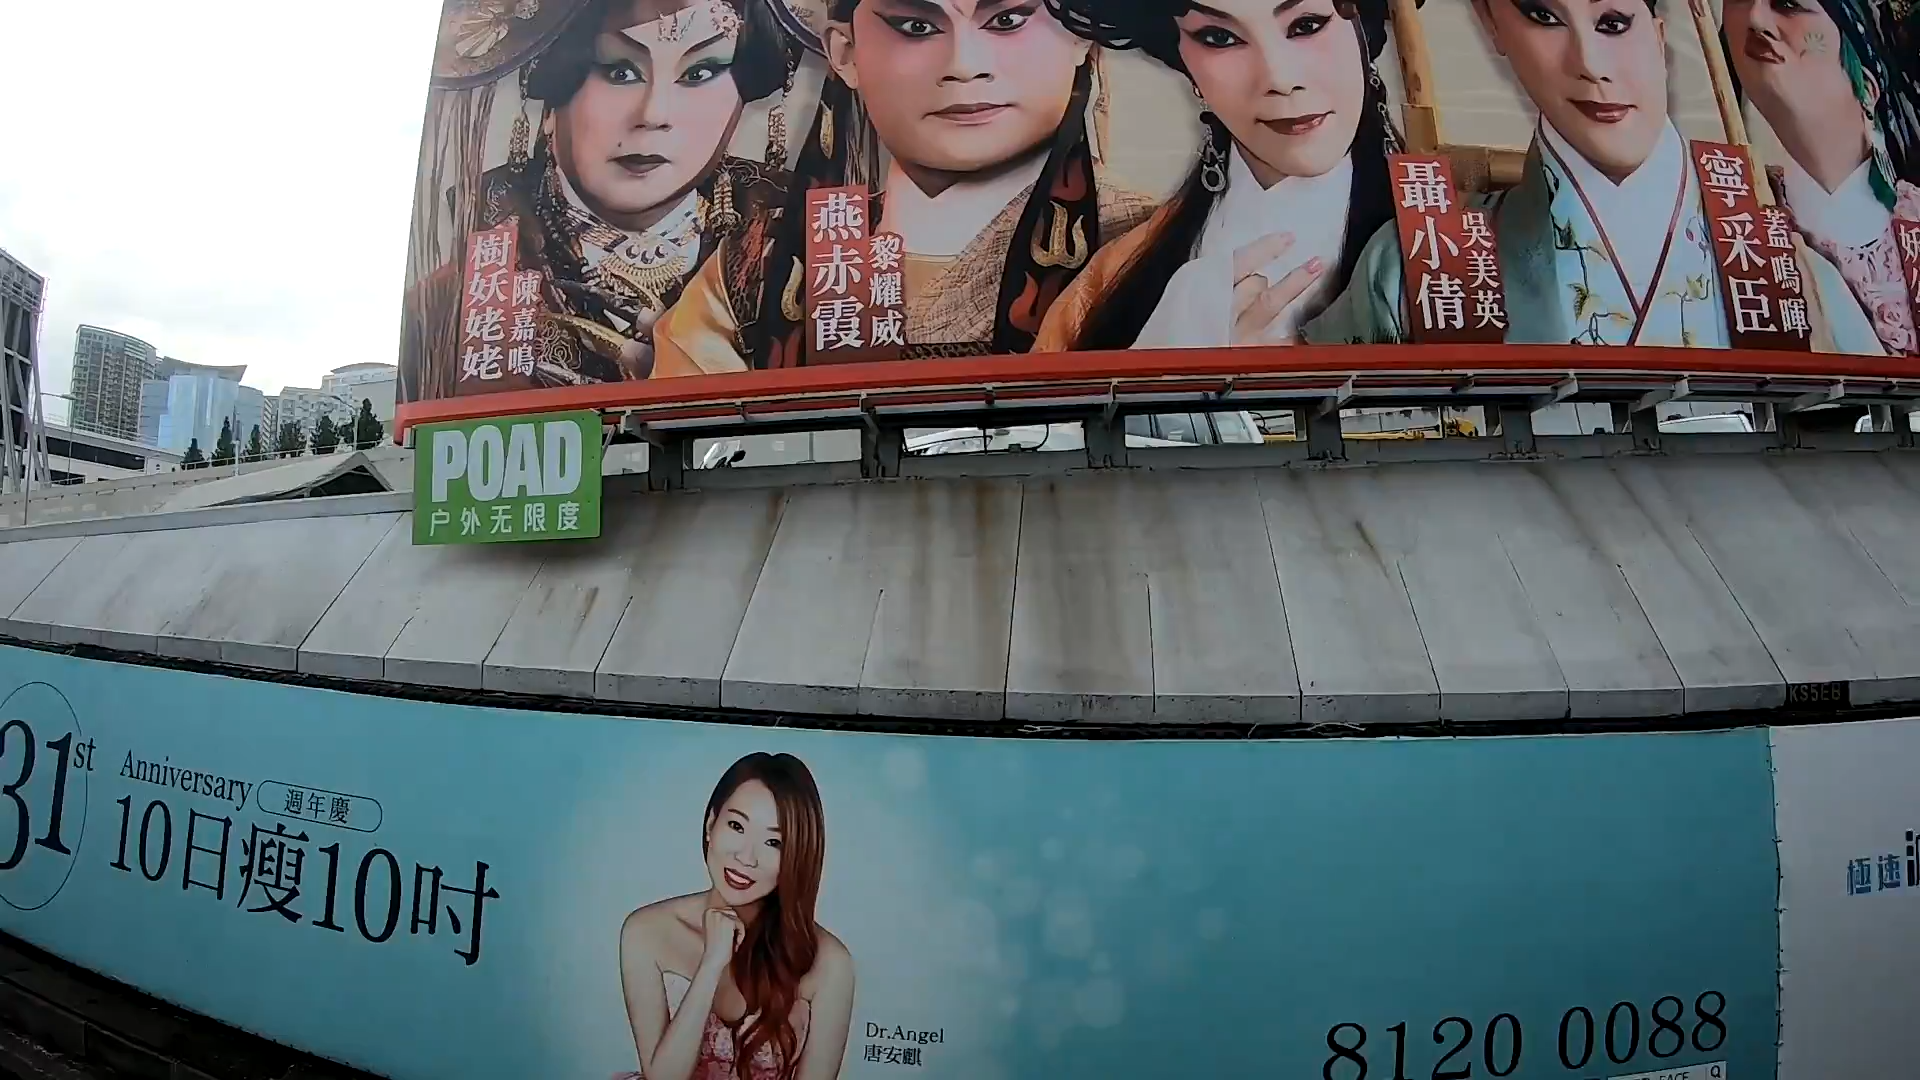 樹妖姥姥
陳嘉鳴
燕赤霞
黎耀威
聶小倩
吳美英
寧采臣
蓋鳴暉
POAD
户外无限度
KS5EB
31st
Anniversary 週年慶
10日瘦10吋
Dr.Angel
唐安麒
8120 0088
極速